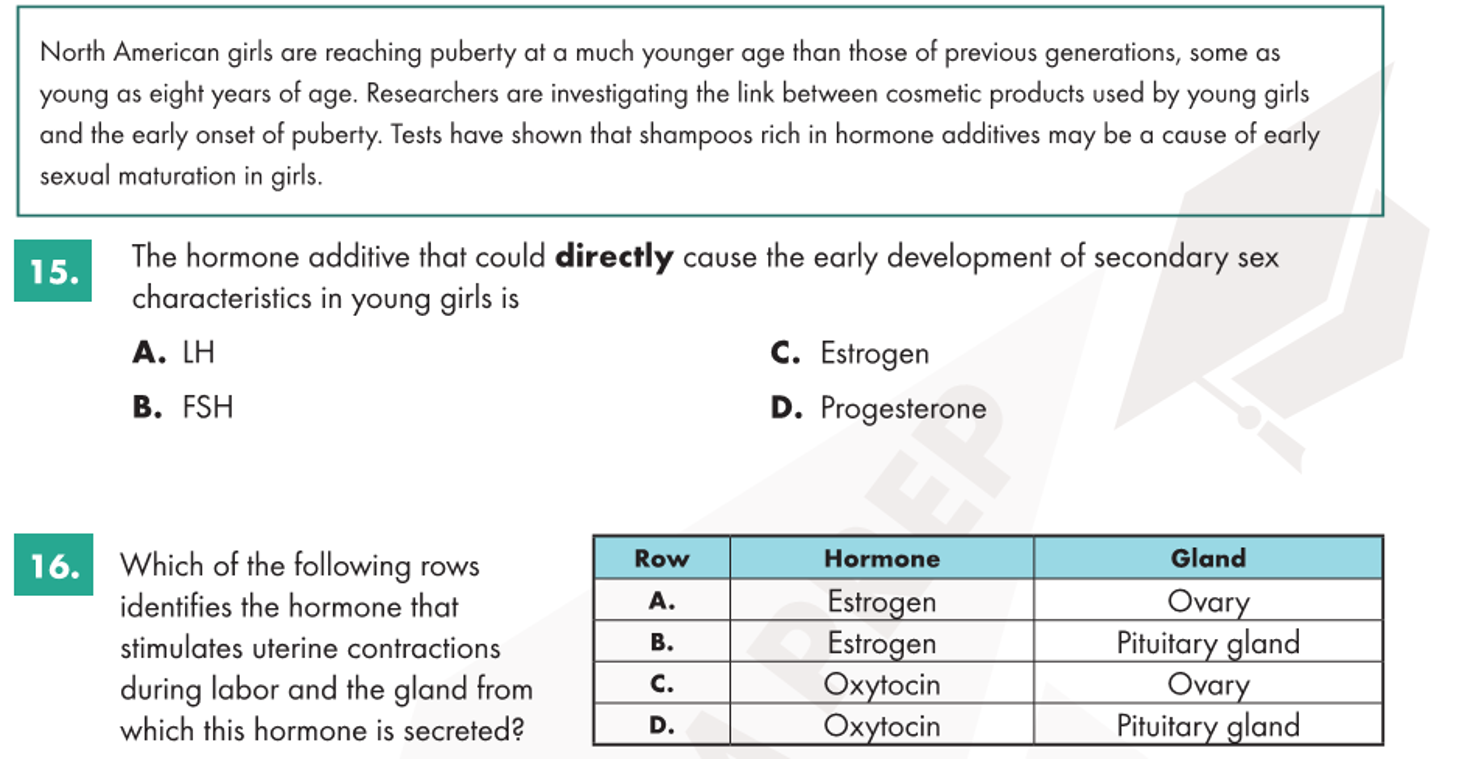 North American girls are reaching puberty at a much younger age than those of previous generations, some as
young as eight years of age. Researchers are investigating the link between cosmetic products used by young girls
and the early onset of puberty. Tests have shown that shampoos rich in hormone additives may be a cause of early
sexual maturation in girls.
15. The hormone additive that could directly cause the early development of secondary sex
characteristics in young girls is
A. LH
C. Estrogen
B. FSH
D. Progesterone
16. Which of the following rows
identifies the hormone that
stimulates uterine contractions
during labor and the gland from
which this hormone is secreted?
Row Hormone Gland
A. Estrogen Ovary
B. Estrogen Pituitary gland
C. Oxytocin Ovary
D. Oxytocin Pituitary gland
M PREP